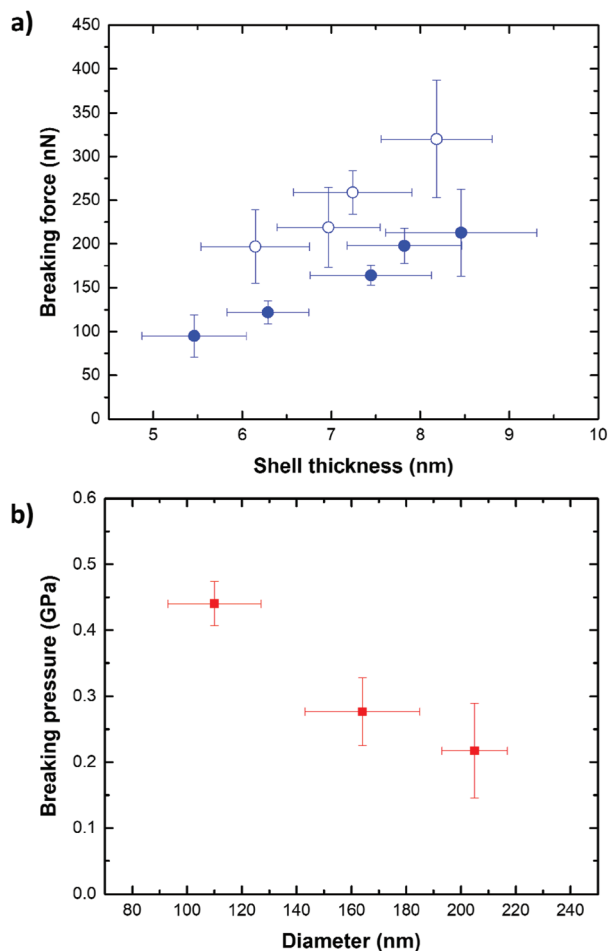 a)
450
400
350
300
250
200
150
100
50
0
Breaking force (nN)
5 6 7 8 9 10
Shell thickness (nm)
b)
0.6
0.5
0.4
0.3
0.2
0.1
0.0
Breaking pressure (GPa)
80 100 120 140 160 180 200 220 240
Diameter (nm)